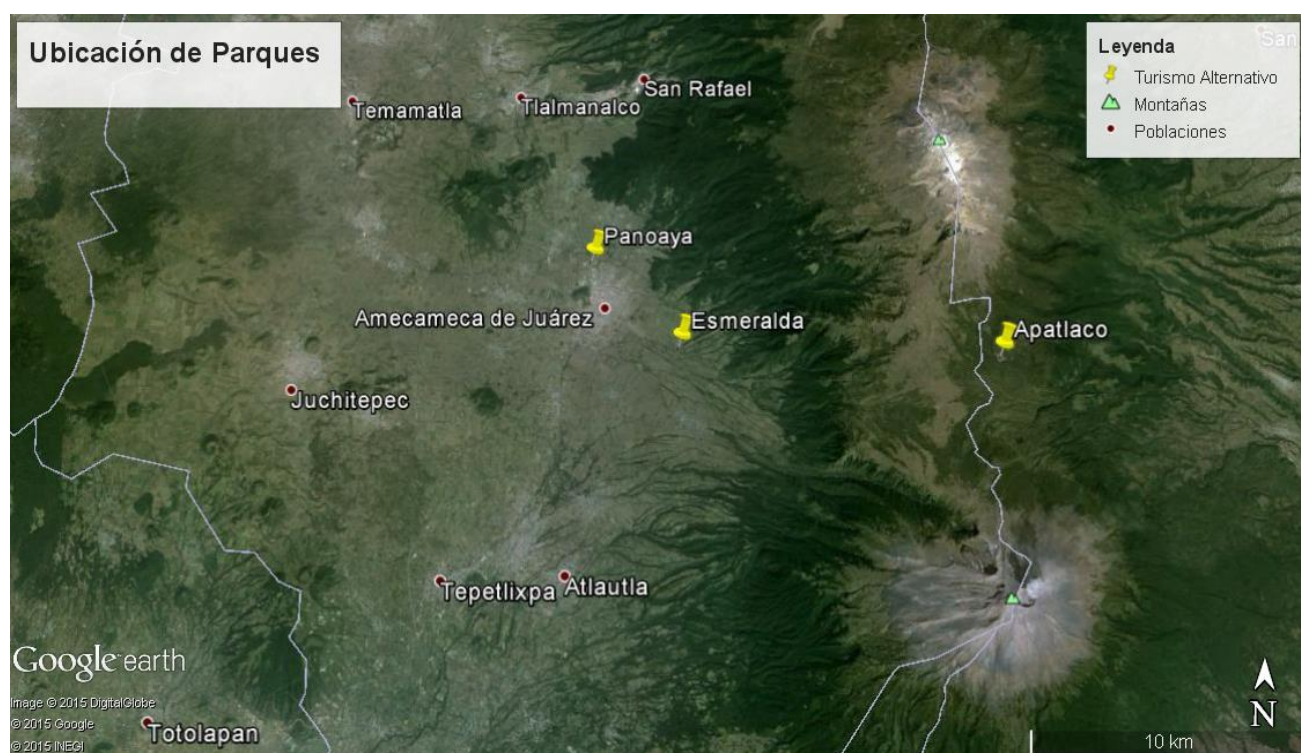 Ubicación de Parques
Leyenda
Turismo Alternativo
Montañas
Poblaciones
San
San Rafael
Temamatla
Tlalmanalco
Panoaya
Amecameca de Juárez
Esmeralda
Apatlaco
Juchitepec
Tepetlixpa
Atlautla
Google earth
Image © 2015 DigitalGlobe
© 2015 Google
© 2015 INEGI
Totolapan
N
10 km